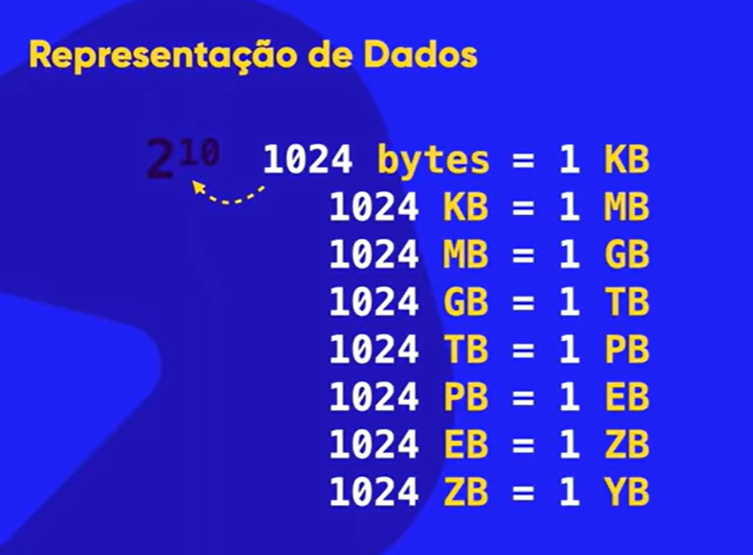 Representação de Dados
2¹⁰ 1024 bytes = 1 KB
1024 KB = 1 MB
1024 MB = 1 GB
1024 GB = 1 TB
1024 TB = 1 PB
1024 PB = 1 EB
1024 EB = 1 ZB
1024 ZB = 1 YB